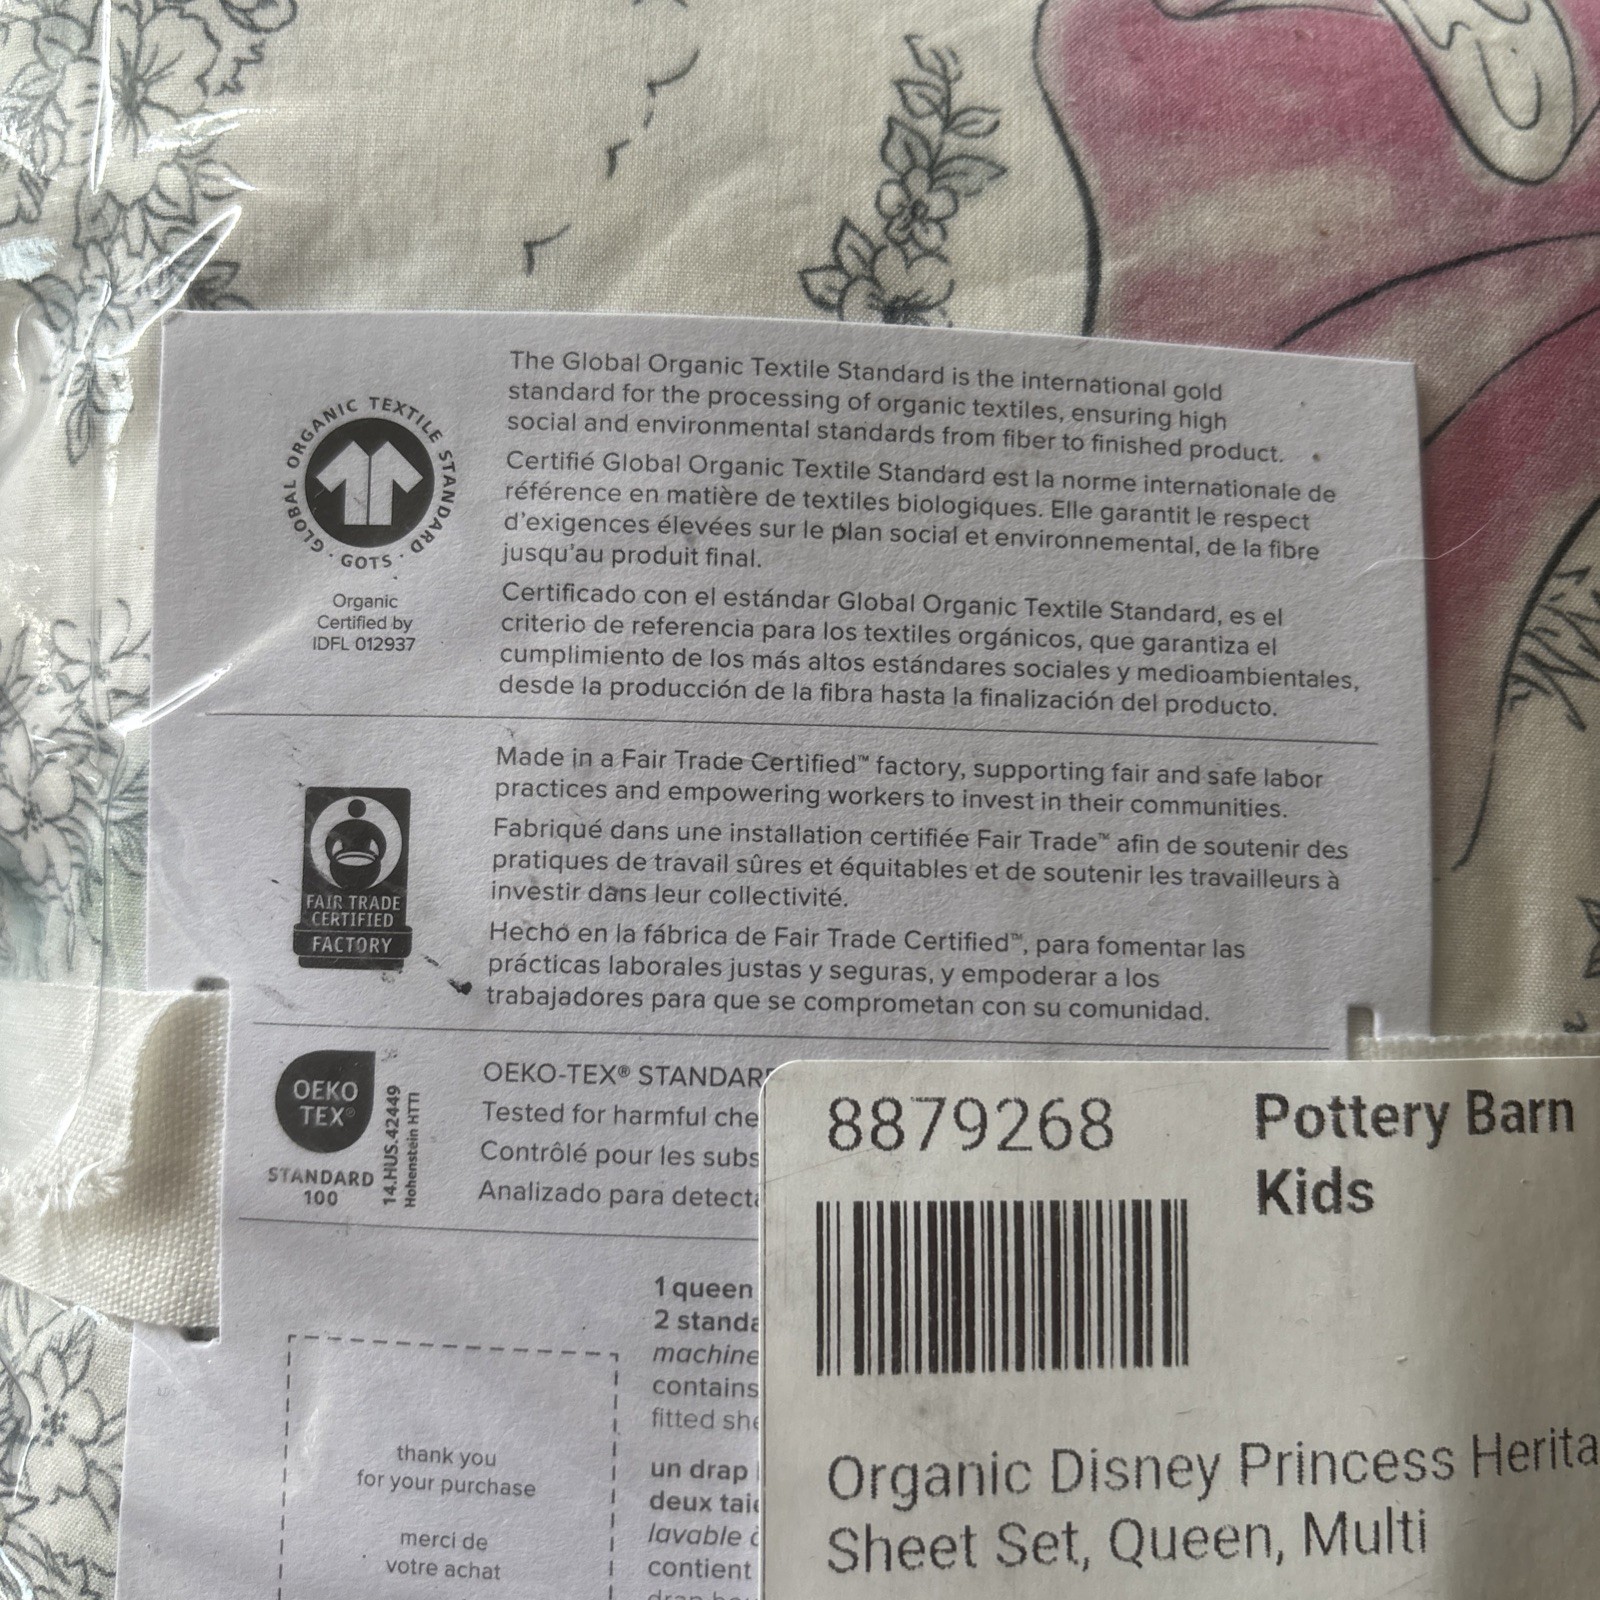 GLOBAL ORGANIC TEXTILE STANDARD · GOTS ·
Organic
Certified by
IDFL 012937
The Global Organic Textile Standard is the international gold
standard for the processing of organic textiles, ensuring high
social and environmental standards from fiber to finished product.
Certifié Global Organic Textile Standard est la norme internationale de
référence en matière de textiles biologiques. Elle garantit le respect
d'exigences élevées sur le plan social et environnemental, de la fibre
jusqu'au produit final.
Certificado con el estándar Global Organic Textile Standard, es el
criterio de referencia para los textiles orgánicos, que garantiza el
cumplimiento de los más altos estándares sociales y medioambientales,
desde la producción de la fibra hasta la finalización del producto.
FAIR TRADE
CERTIFIED
FACTORY
Made in a Fair Trade Certified™ factory, supporting fair and safe labor
practices and empowering workers to invest in their communities.
Fabriqué dans une installation certifiée Fair Trade™ afin de soutenir des
pratiques de travail sûres et équitables et de soutenir les travailleurs à
investir dans leur collectivité.
Hecho en la fábrica de Fair Trade Certified™, para fomentar las
prácticas laborales justas y seguras, y empoderar a los
trabajadores para que se comprometan con su comunidad.
OEKO
TEX®
STANDARD
100
14.HUS.42449
Hohenstein HTTI
OEKO-TEX® STANDAR
Tested for harmful che
Contrôlé pour les subs
Analizado para detect
1 queen
2 standa
machine
contains
fitted she
un drap
deux taie
lavable
contient
thank you
for your purchase
merci de
votre achat
8879268
Pottery Barn
Kids
Organic Disney Princess Herita
Sheet Set, Queen, Multi